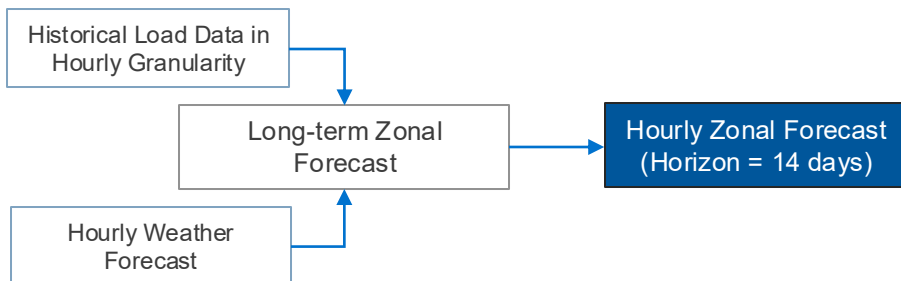 Historical Load Data in
Hourly Granularity
Long-term Zonal
Forecast
Hourly Zonal Forecast
(Horizon = 14 days)
Hourly Weather
Forecast